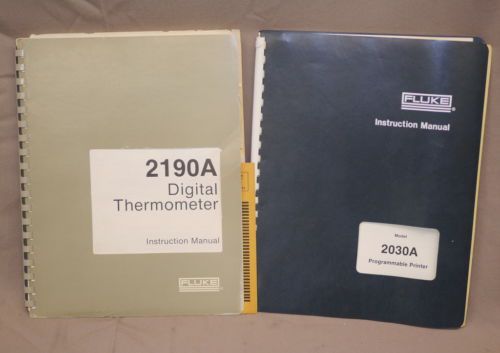 2190A
Digital
Thermometer
Instruction Manual
FLUKE
FLUKE
Instruction Manual
Model
2030A
Programmable Printer